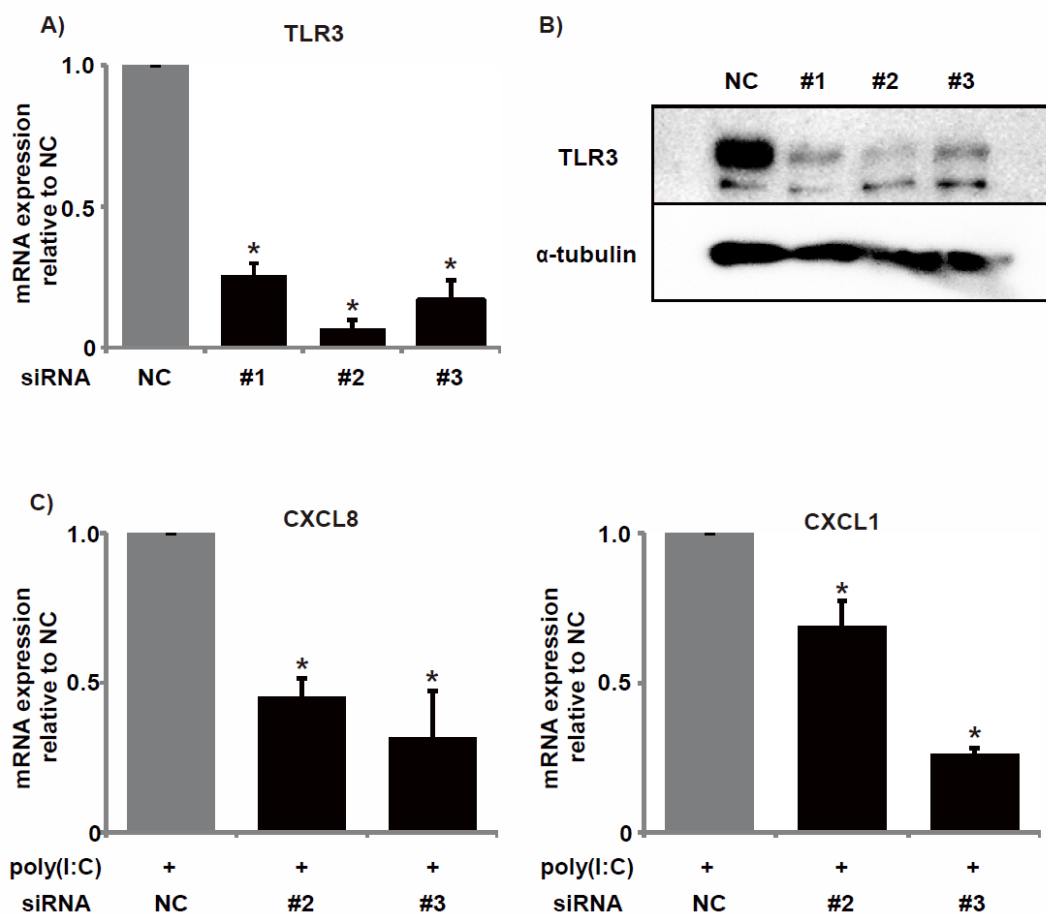 A)
TLR3
mRNA expression
relative to NC
1.0
0.5
0
* * *
siRNA NC #1 #2 #3
B)
NC #1 #2 #3
TLR3
α-tubulin
C)
CXCL8
mRNA expression
relative to NC
1.0
0.5
0
* *
poly(I:C) + + +
siRNA NC #2 #3
CXCL1
mRNA expression
relative to NC
1.0
0.5
0
* *
poly(I:C) + + +
siRNA NC #2 #3